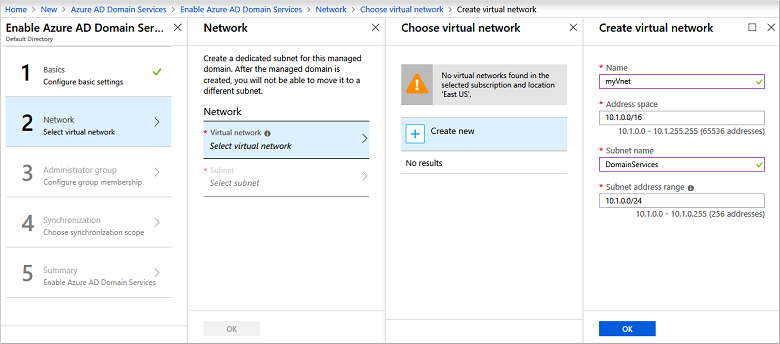 Home > New > Azure AD Domain Services > Enable Azure AD Domain Services > Network > Choose virtual network > Create virtual network
Enable Azure AD Domain Ser...
Default Directory
1
Basics
Configure basic settings
2
Network
Select virtual network
3
Administrator group
Configure group membership
4
Synchronization
Choose synchronization scope
5
Summary
Enable Azure AD Domain Services
Network
Create a dedicated subnet for this managed
domain. After the managed domain is
created, you will not be able to move it to a
different subnet.
Network
* Virtual network
Select virtual network
* Subnet
Select subnet
OK
Choose virtual network
No virtual networks found in the
selected subscription and location
'East US'.
Create new
No results
Create virtual network
* Name
myVnet
* Address space
10.1.0.0/16
10.1.0.0 - 10.1.255.255 (65536 addresses)
* Subnet name
DomainServices
* Subnet address range
10.1.0.0/24
10.1.0.0 - 10.1.0.255 (256 addresses)
OK